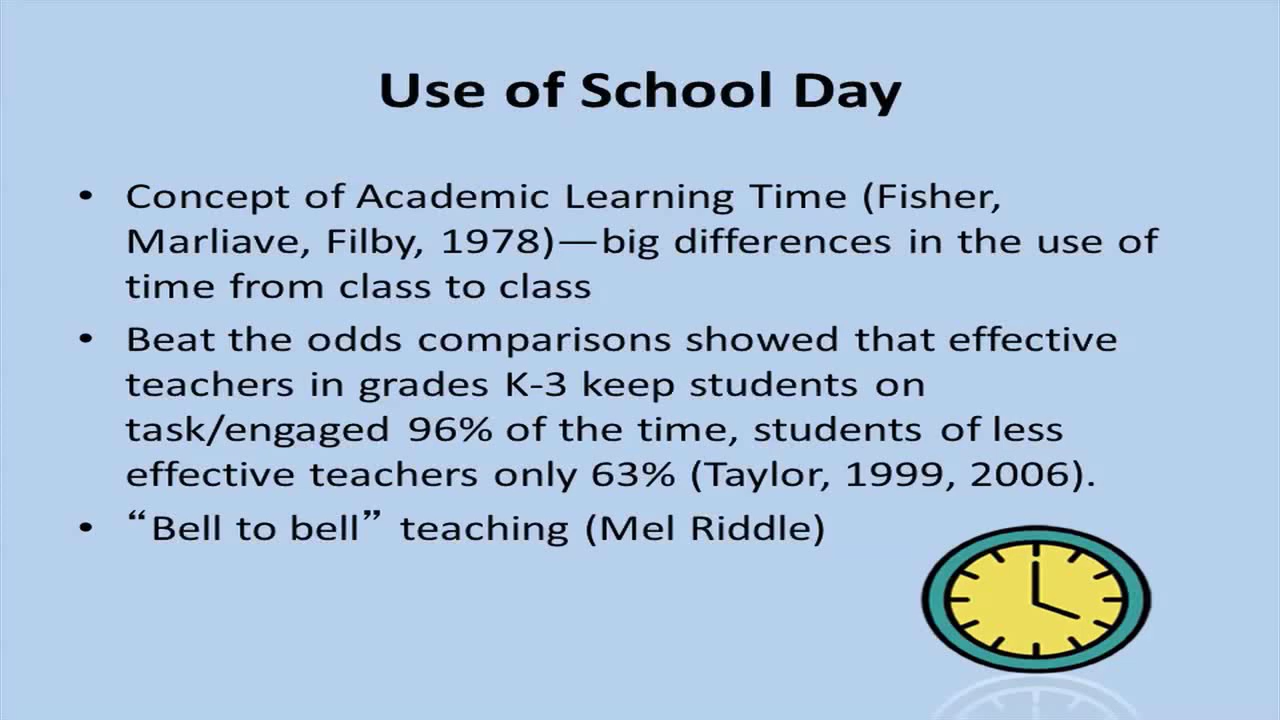 Use of School Day
• Concept of Academic Learning Time (Fisher,
Marliave, Filby, 1978)—big differences in the use of
time from class to class
• Beat the odds comparisons showed that effective
teachers in grades K-3 keep students on
task/engaged 96% of the time, students of less
effective teachers only 63% (Taylor, 1999, 2006).
• “Bell to bell” teaching (Mel Riddle)